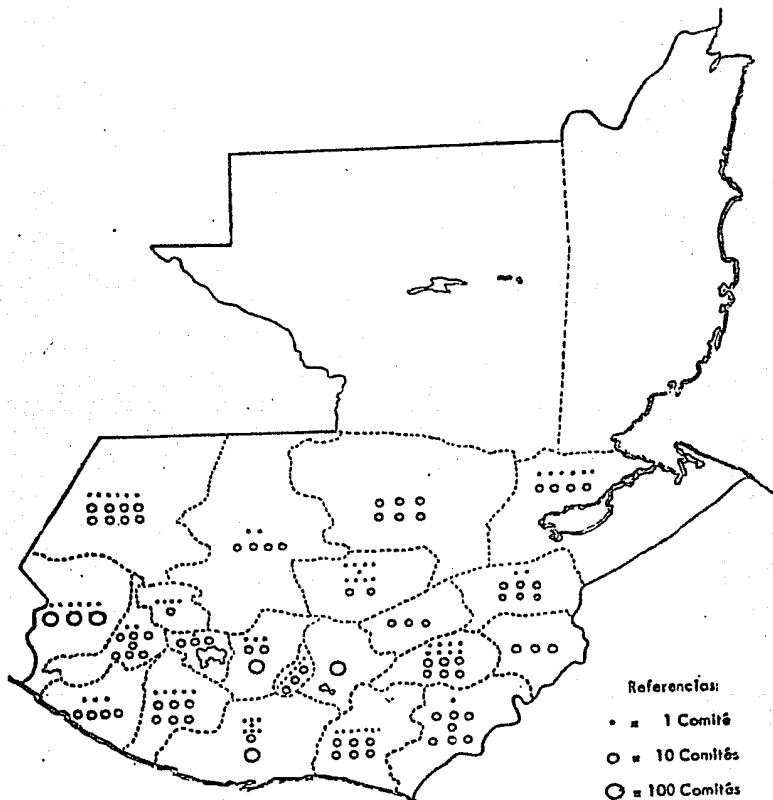 Referencias:
• = 1 Comité
o = 10 Comités
O = 100 Comités